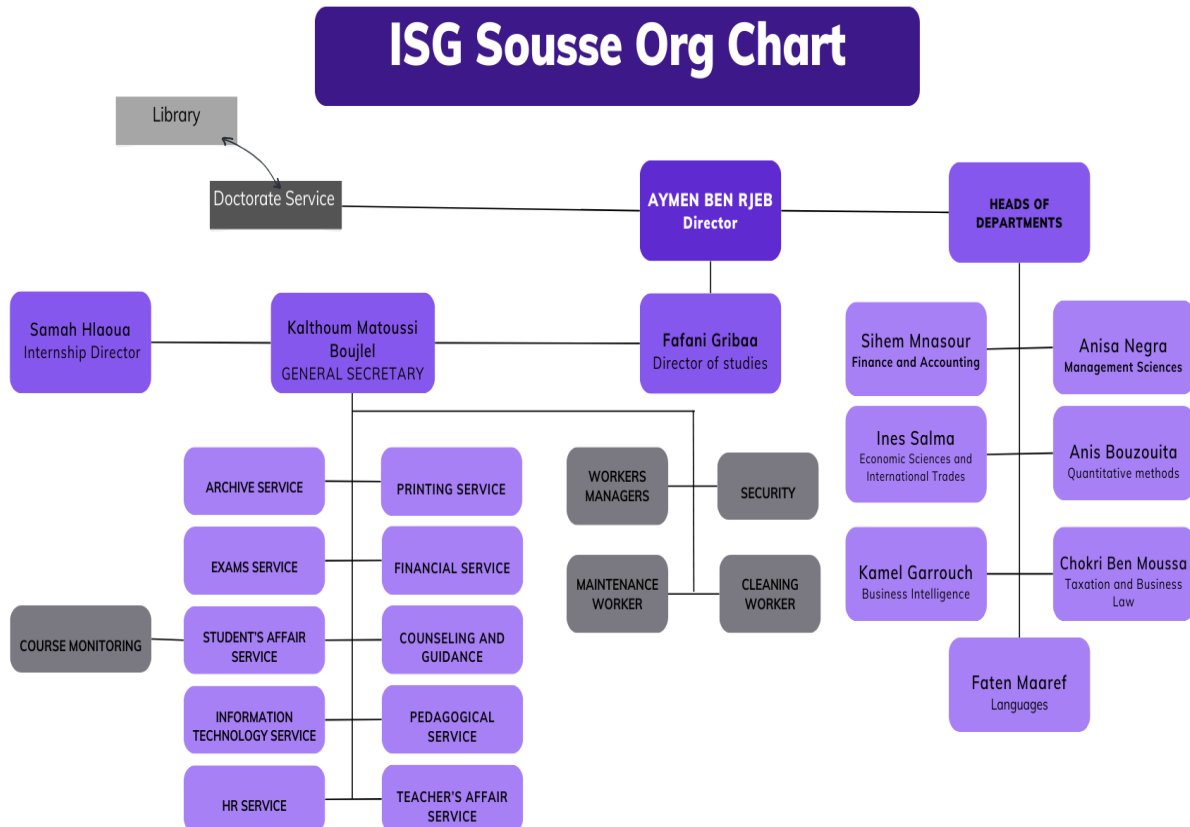 ISG Sousse Org Chart
Library
Doctorate Service
AYMEN BEN RJEB
Director
HEADS OF
DEPARTMENTS
Samah Hlaoua
Internship Director
Kalthoum Matoussi
Boujlel
GENERAL SECRETARY
Fafani Gribaa
Director of studies
Sihem Mnasour
Finance and Accounting
Anisa Negra
Management Sciences
Ines Salma
Economic Sciences and
International Trades
Anis Bouzouita
Quantitative methods
Kamel Garrouch
Business Intelligence
Chokri Ben Moussa
Taxation and Business
Law
Faten Maaref
Languages
ARCHIVE SERVICE
PRINTING SERVICE
EXAMS SERVICE
FINANCIAL SERVICE
COURSE MONITORING
STUDENT'S AFFAIR
SERVICE
COUNSELING AND
GUIDANCE
INFORMATION
TECHNOLOGY SERVICE
PEDAGOGICAL
SERVICE
HR SERVICE
TEACHER'S AFFAIR
SERVICE
WORKERS
MANAGERS
SECURITY
MAINTENANCE
WORKER
CLEANING
WORKER